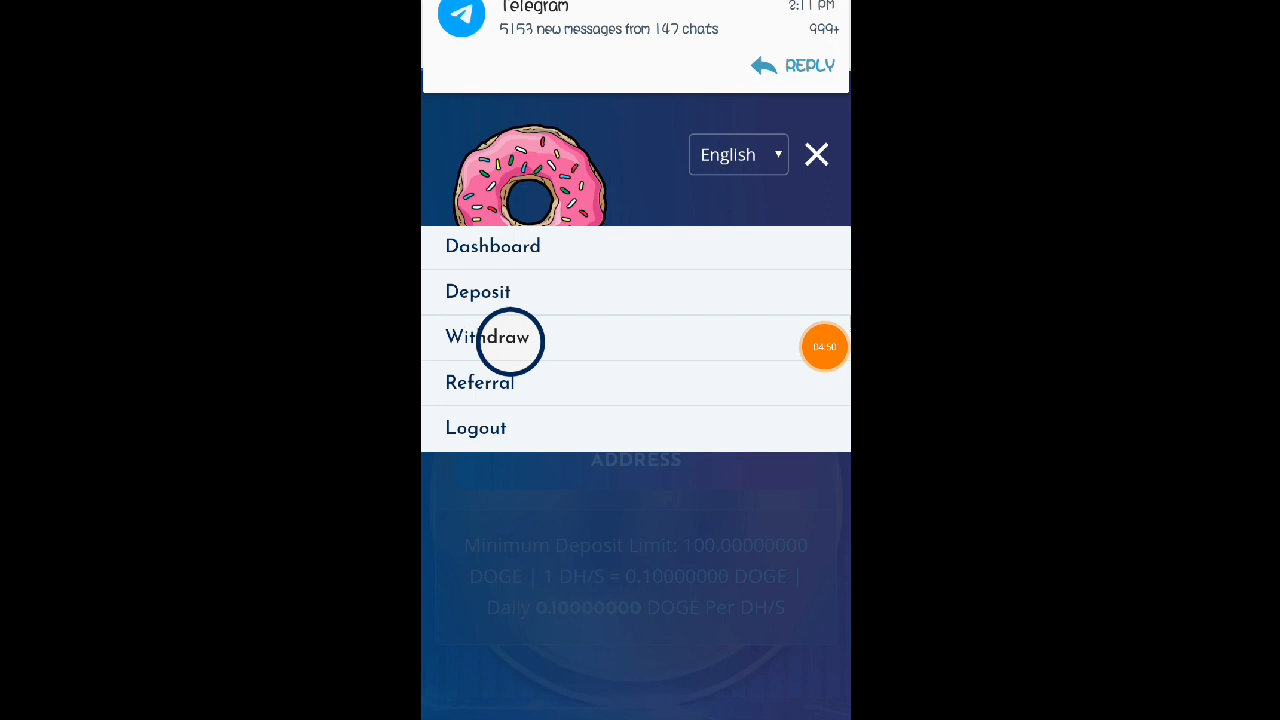 Telegram
2:11 PM
5153 new messages from 147 chats
999+
REPLY
English
Dashboard
Deposit
Withdraw
04:50
Referral
Logout
ADDRESS
Minimum Deposit Limit: 100.00000000
DOGE | 1 DH/S = 0.10000000 DOGE |
Daily 0.10000000 DOGE Per DH/S